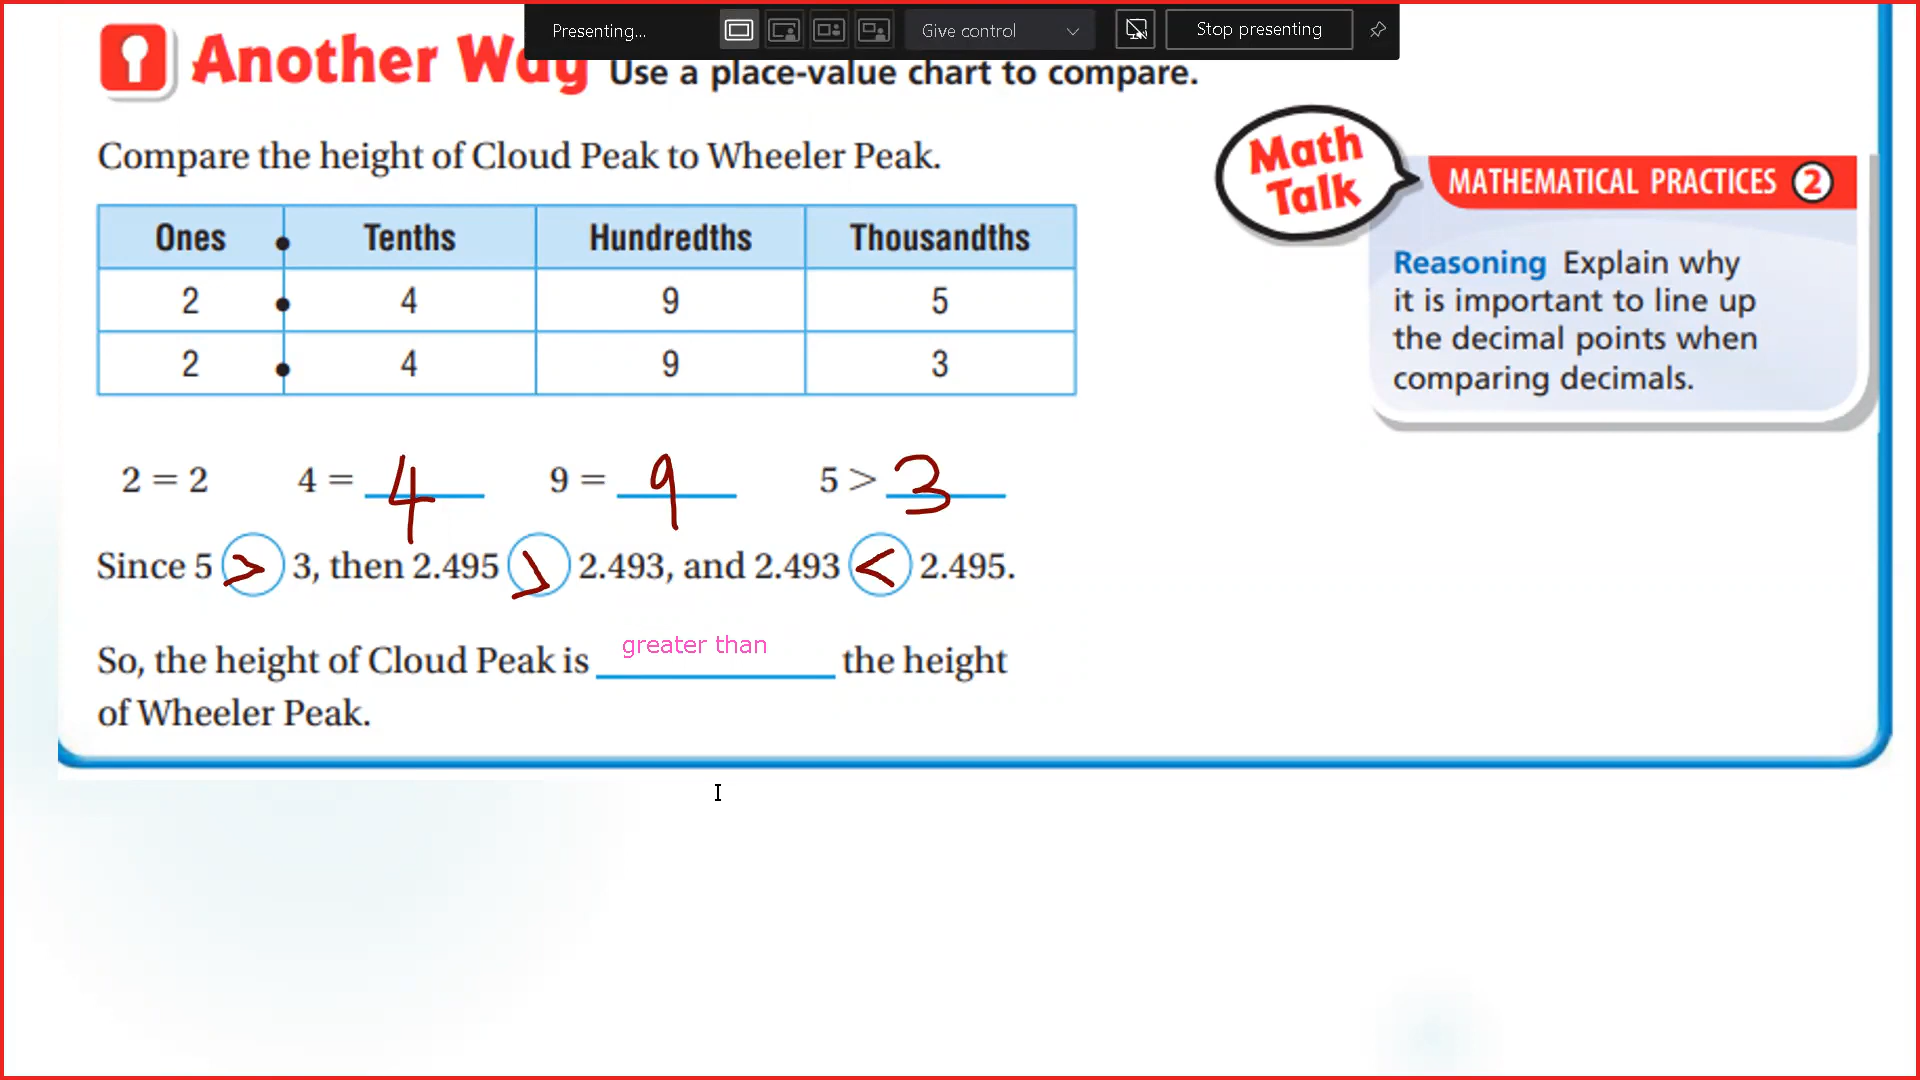 Presenting...
Give control
Stop presenting
Another Way Use a place-value chart to compare.
Compare the height of Cloud Peak to Wheeler Peak.
Ones • Tenths Hundredths Thousandths
2 • 4 9 5
2 • 4 9 3
2 = 2 4 = 4 9 = 9 5 > 3
Since 5 > 3, then 2.495 > 2.493, and 2.493 < 2.495.
So, the height of Cloud Peak is greater than the height
of Wheeler Peak.
Math
Talk
MATHEMATICAL PRACTICES 2
Reasoning Explain why
it is important to line up
the decimal points when
comparing decimals.